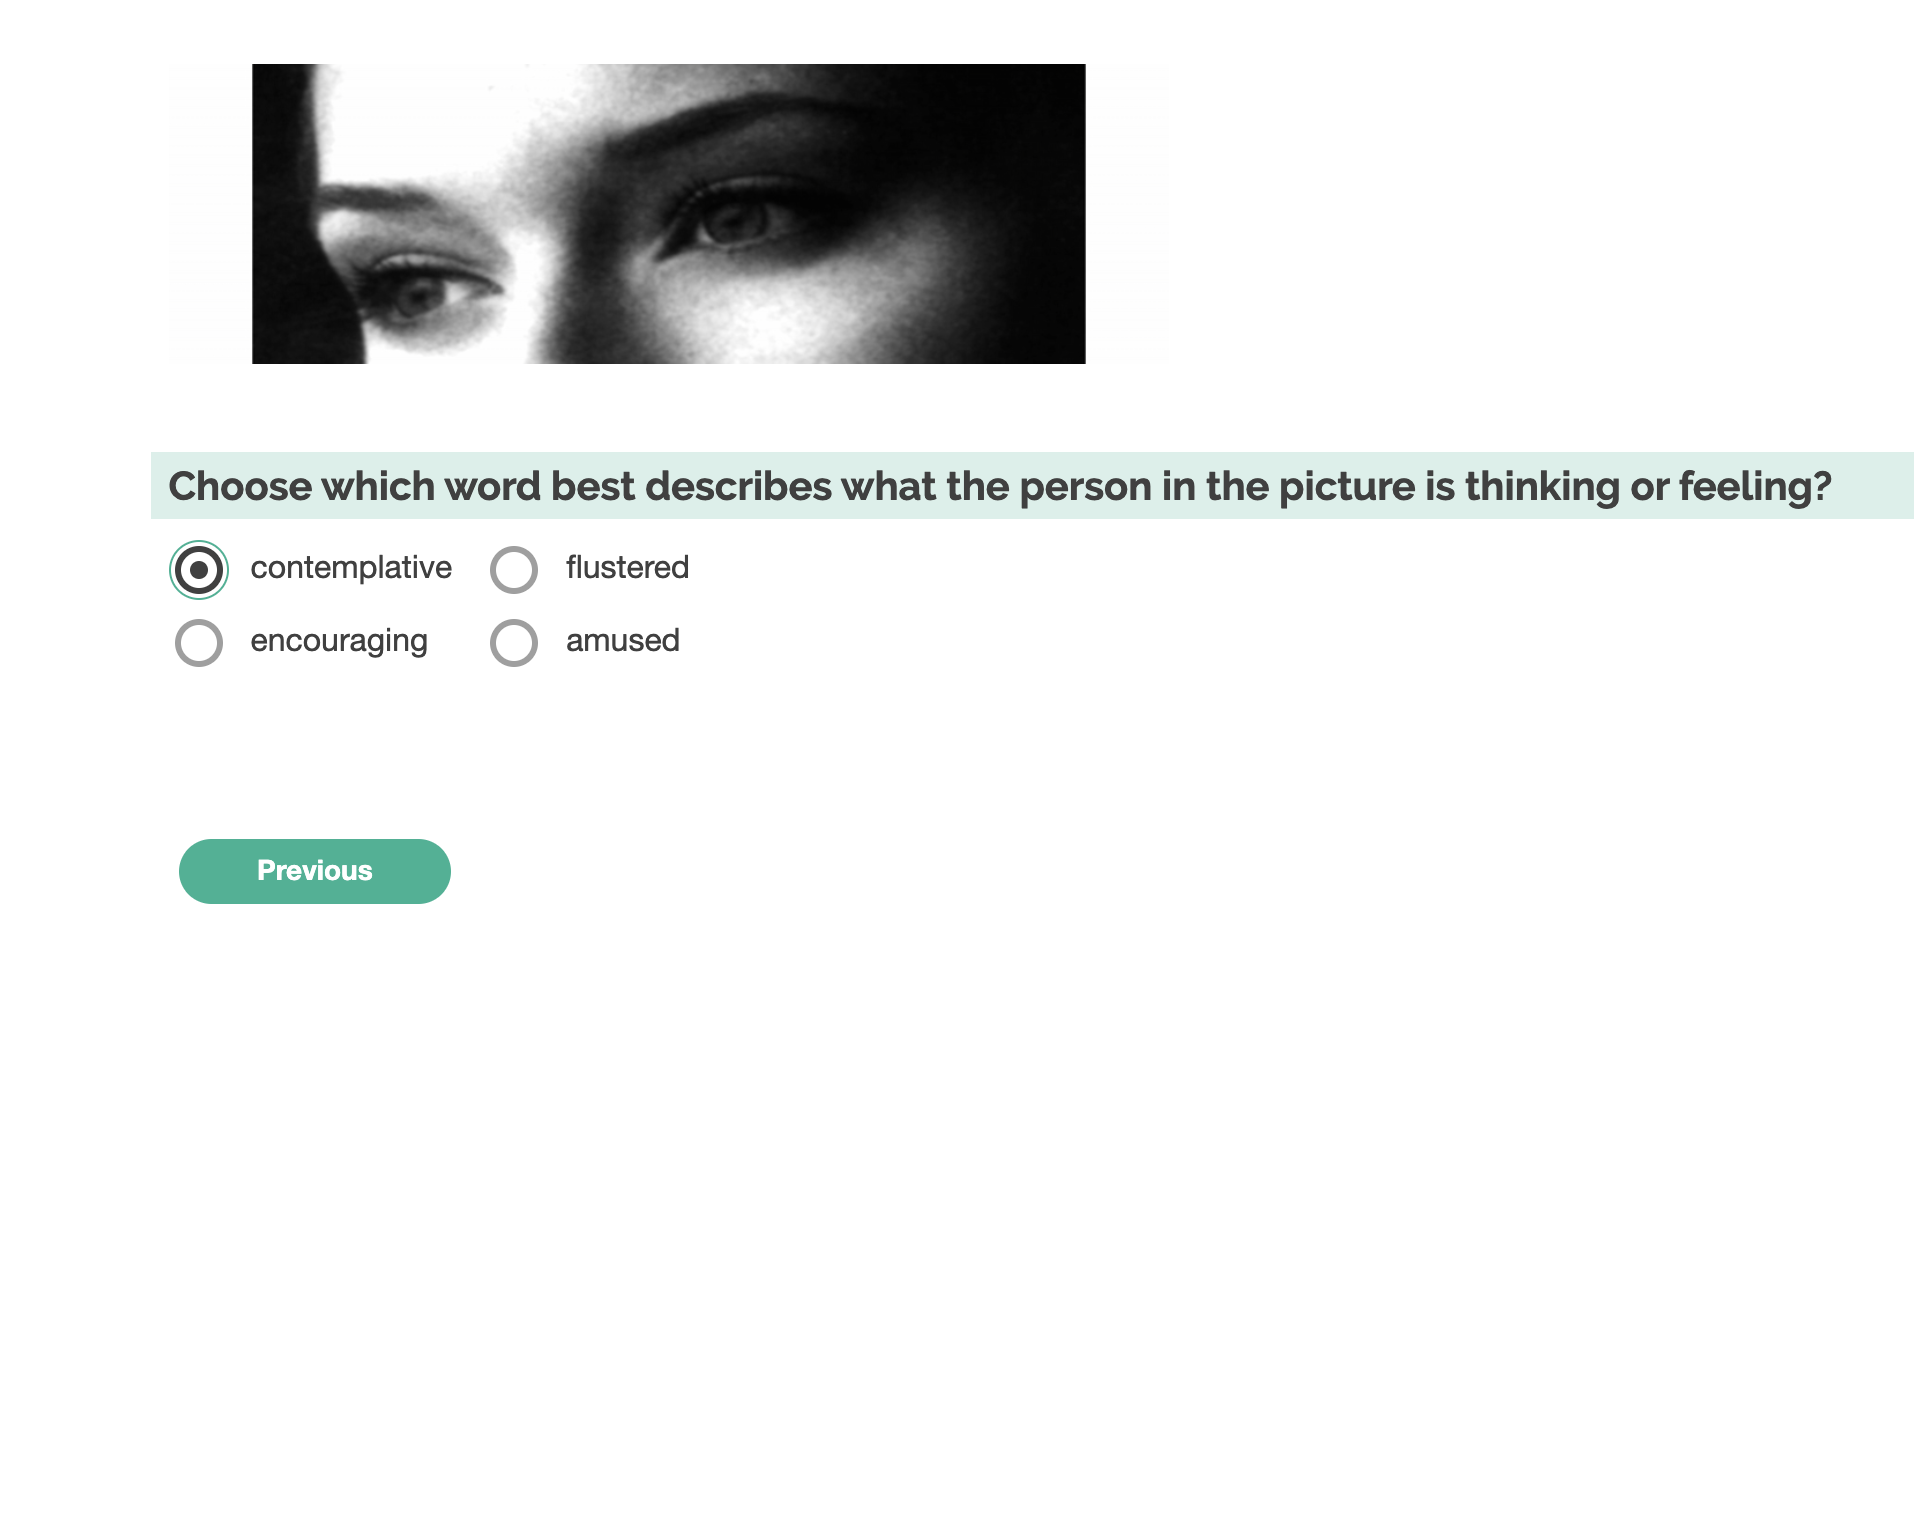 Choose which word best describes what the person in the picture is thinking or feeling?
contemplative flustered
encouraging amused
Previous